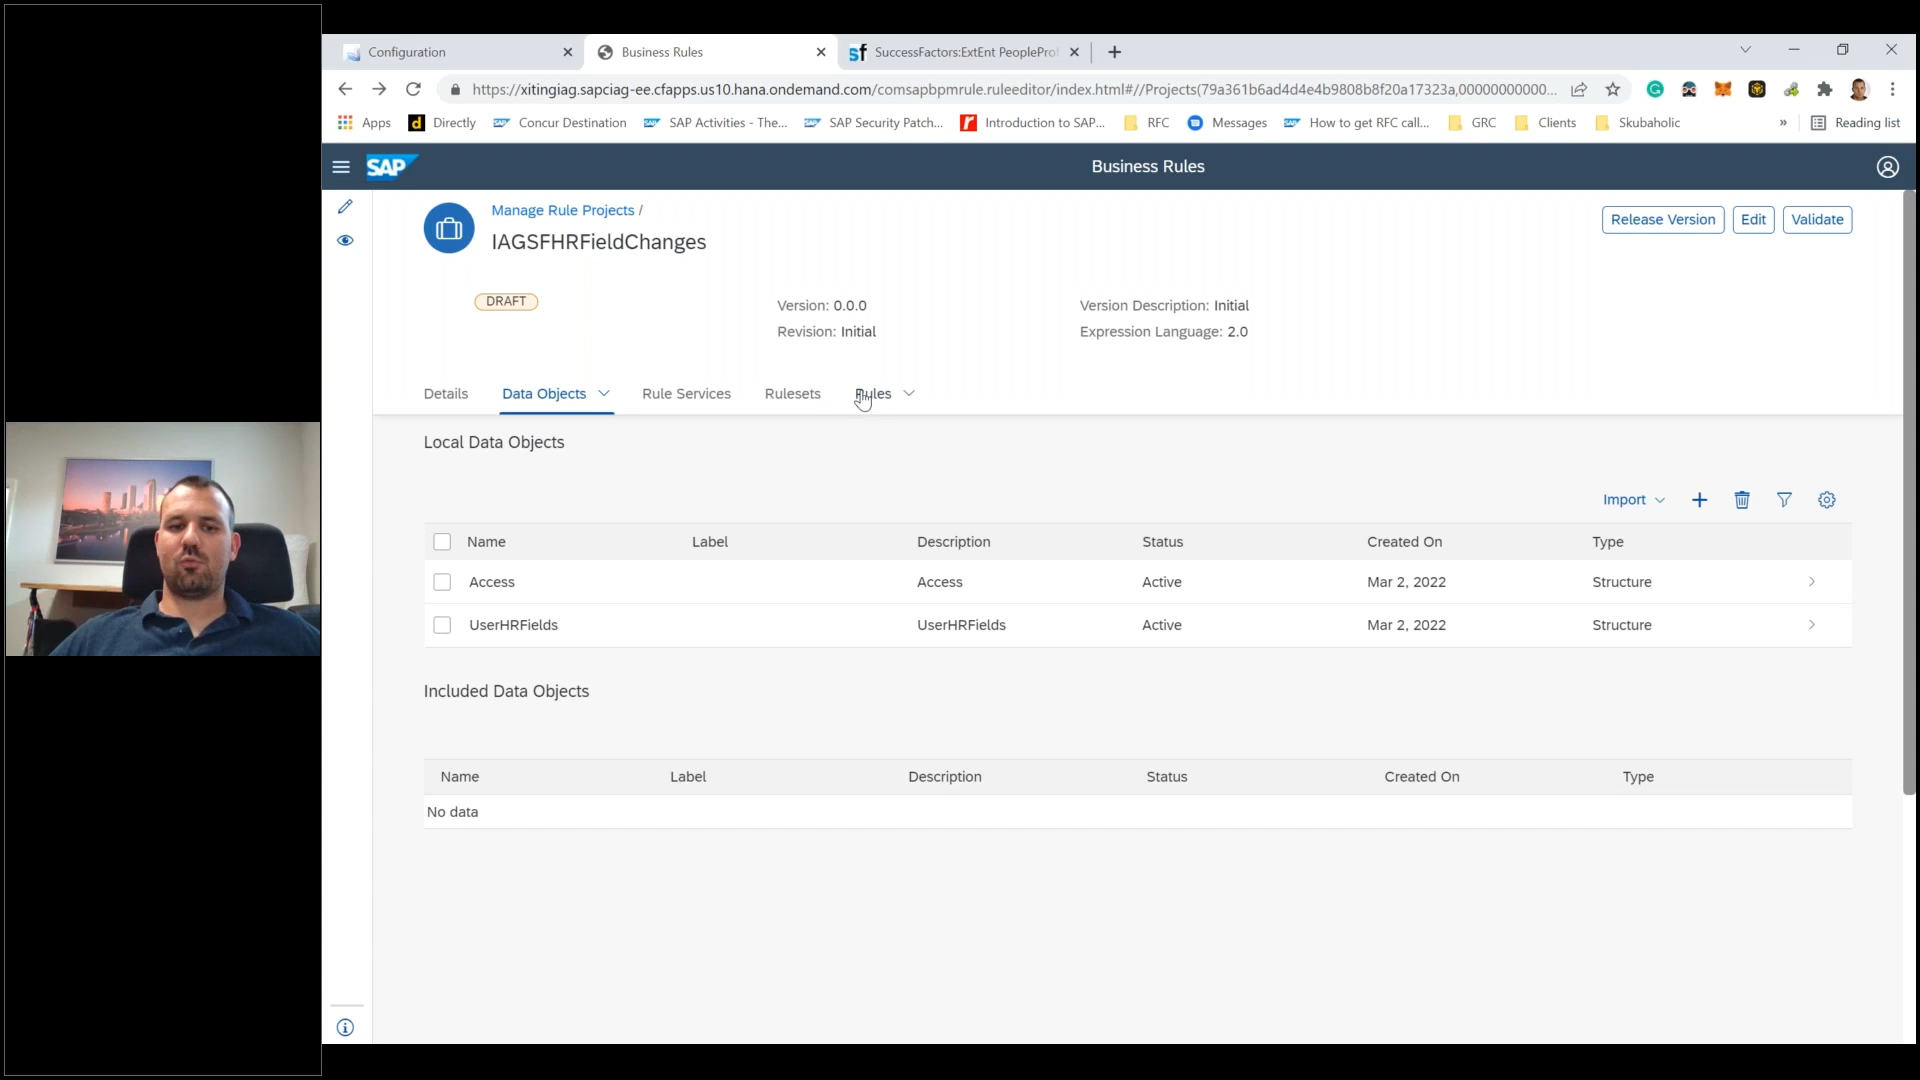 Configuration
Business Rules
SuccessFactors:ExtEnt PeopleProf
https://xitingiag.sapciag-ee.cfapps.us10.hana.ondemand.com/comsapbpmrule.ruleeditor/index.html#//Projects(79a361b6ad4d4e4b9808b8f20a17323a,00000000000...
Apps
Directly
Concur Destination
SAP Activities - The...
SAP Security Patch...
Introduction to SAP...
RFC
Messages
How to get RFC call...
GRC
Clients
Skubaholic
»
Reading list
SAP
Business Rules
Manage Rule Projects /
IAGSFHRFieldChanges
Release Version
Edit
Validate
DRAFT
Version: 0.0.0
Version Description: Initial
Revision: Initial
Expression Language: 2.0
Details
Data Objects
Rule Services
Rulesets
Rules
Local Data Objects
Import
Name Label Description Status Created On Type
Access Access Active Mar 2, 2022 Structure
UserHRFields UserHRFields Active Mar 2, 2022 Structure
Included Data Objects
Name Label Description Status Created On Type
No data